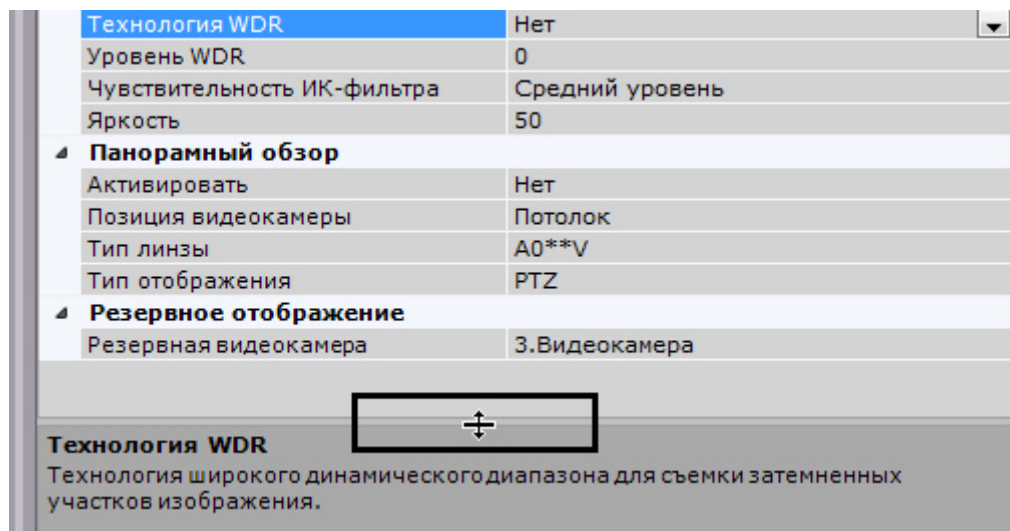 Технология WDR Нет
Уровень WDR 0
Чувствительность ИК-фильтра Средний уровень
Яркость 50
Панорамный обзор
Активировать Нет
Позиция видеокамеры Потолок
Тип линзы A0**V
Тип отображения PTZ
Резервное отображение
Резервная видеокамера 3.Видеокамера
Технология WDR
Технология широкого динамического диапазона для съемки затемненных
участков изображения.